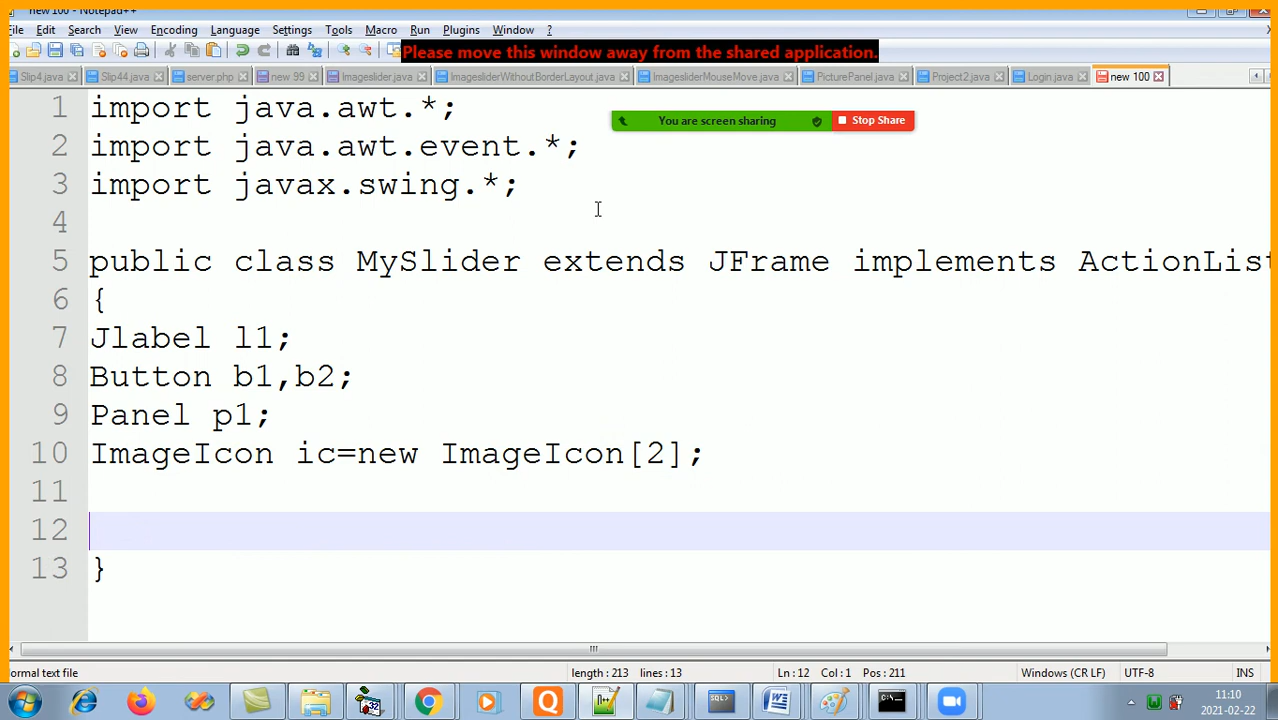 new 100 - Notepad++
File Edit Search View Encoding Language Settings Tools Macro Run Plugins Window ?
Please move this window away from the shared application.
Slip4.java Slip44.java server.php new 99 Imageslider.java ImagesliderWithoutBorderLayout.java ImagesliderMouseMove.java PicturePanel.java Project2.java Login.java new 100
You are screen sharing Stop Share
1 import java.awt.*;
2 import java.awt.event.*;
3 import javax.swing.*;
4
5 public class MySlider extends JFrame implements ActionList
6 {
7 Jlabel l1;
8 Button b1,b2;
9 Panel p1;
10 ImageIcon ic=new ImageIcon[2];
11
12
13 }
ormal text file length : 213 lines : 13 Ln : 12 Col : 1 Pos : 211 Windows (CR LF) UTF-8 INS
11:10
2021-02-22